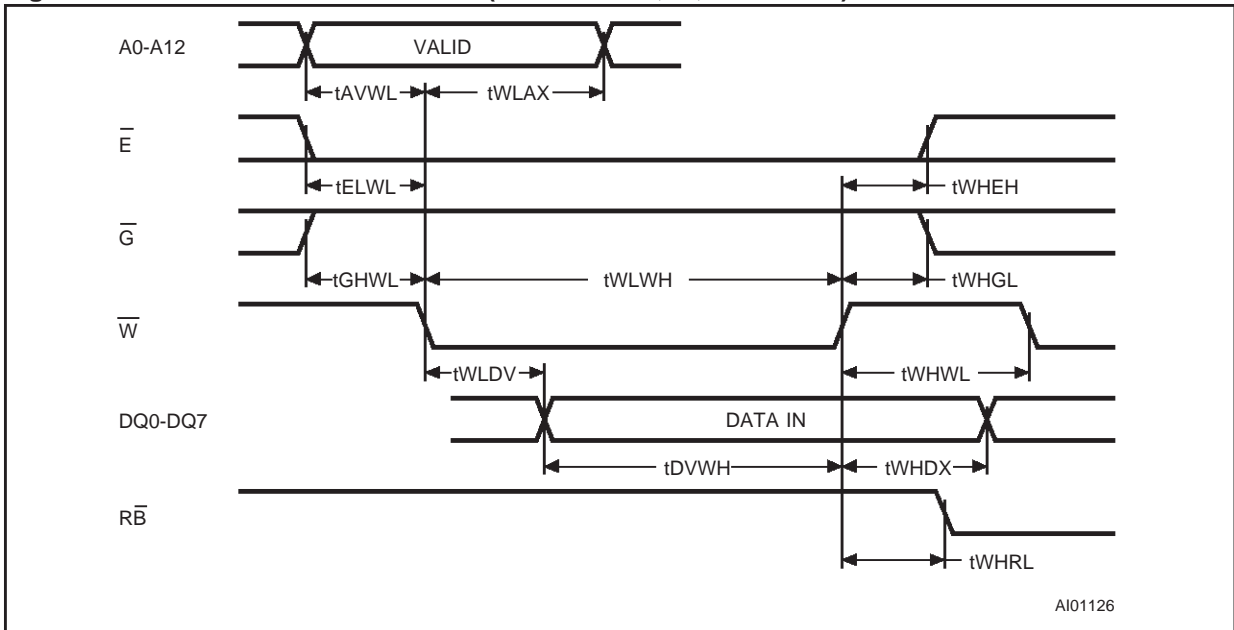 A0-A12
VALID
tAVWL
tWLAX
E
tELWL
tWHEH
G
tGHWL
tWLWH
tWHGL
W
tWLDV
tWHWL
DQ0-DQ7
DATA IN
tDVWH
tWHDX
RB
tWHRL
AI01126